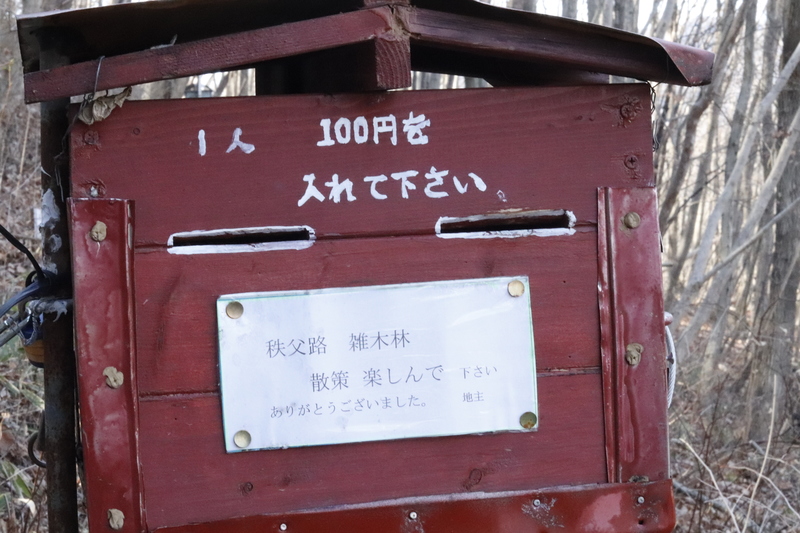 1人 100円を
入れて下さい。
秩父路 雑木林
散策 楽しんで 下さい
ありがとうございました。 地主